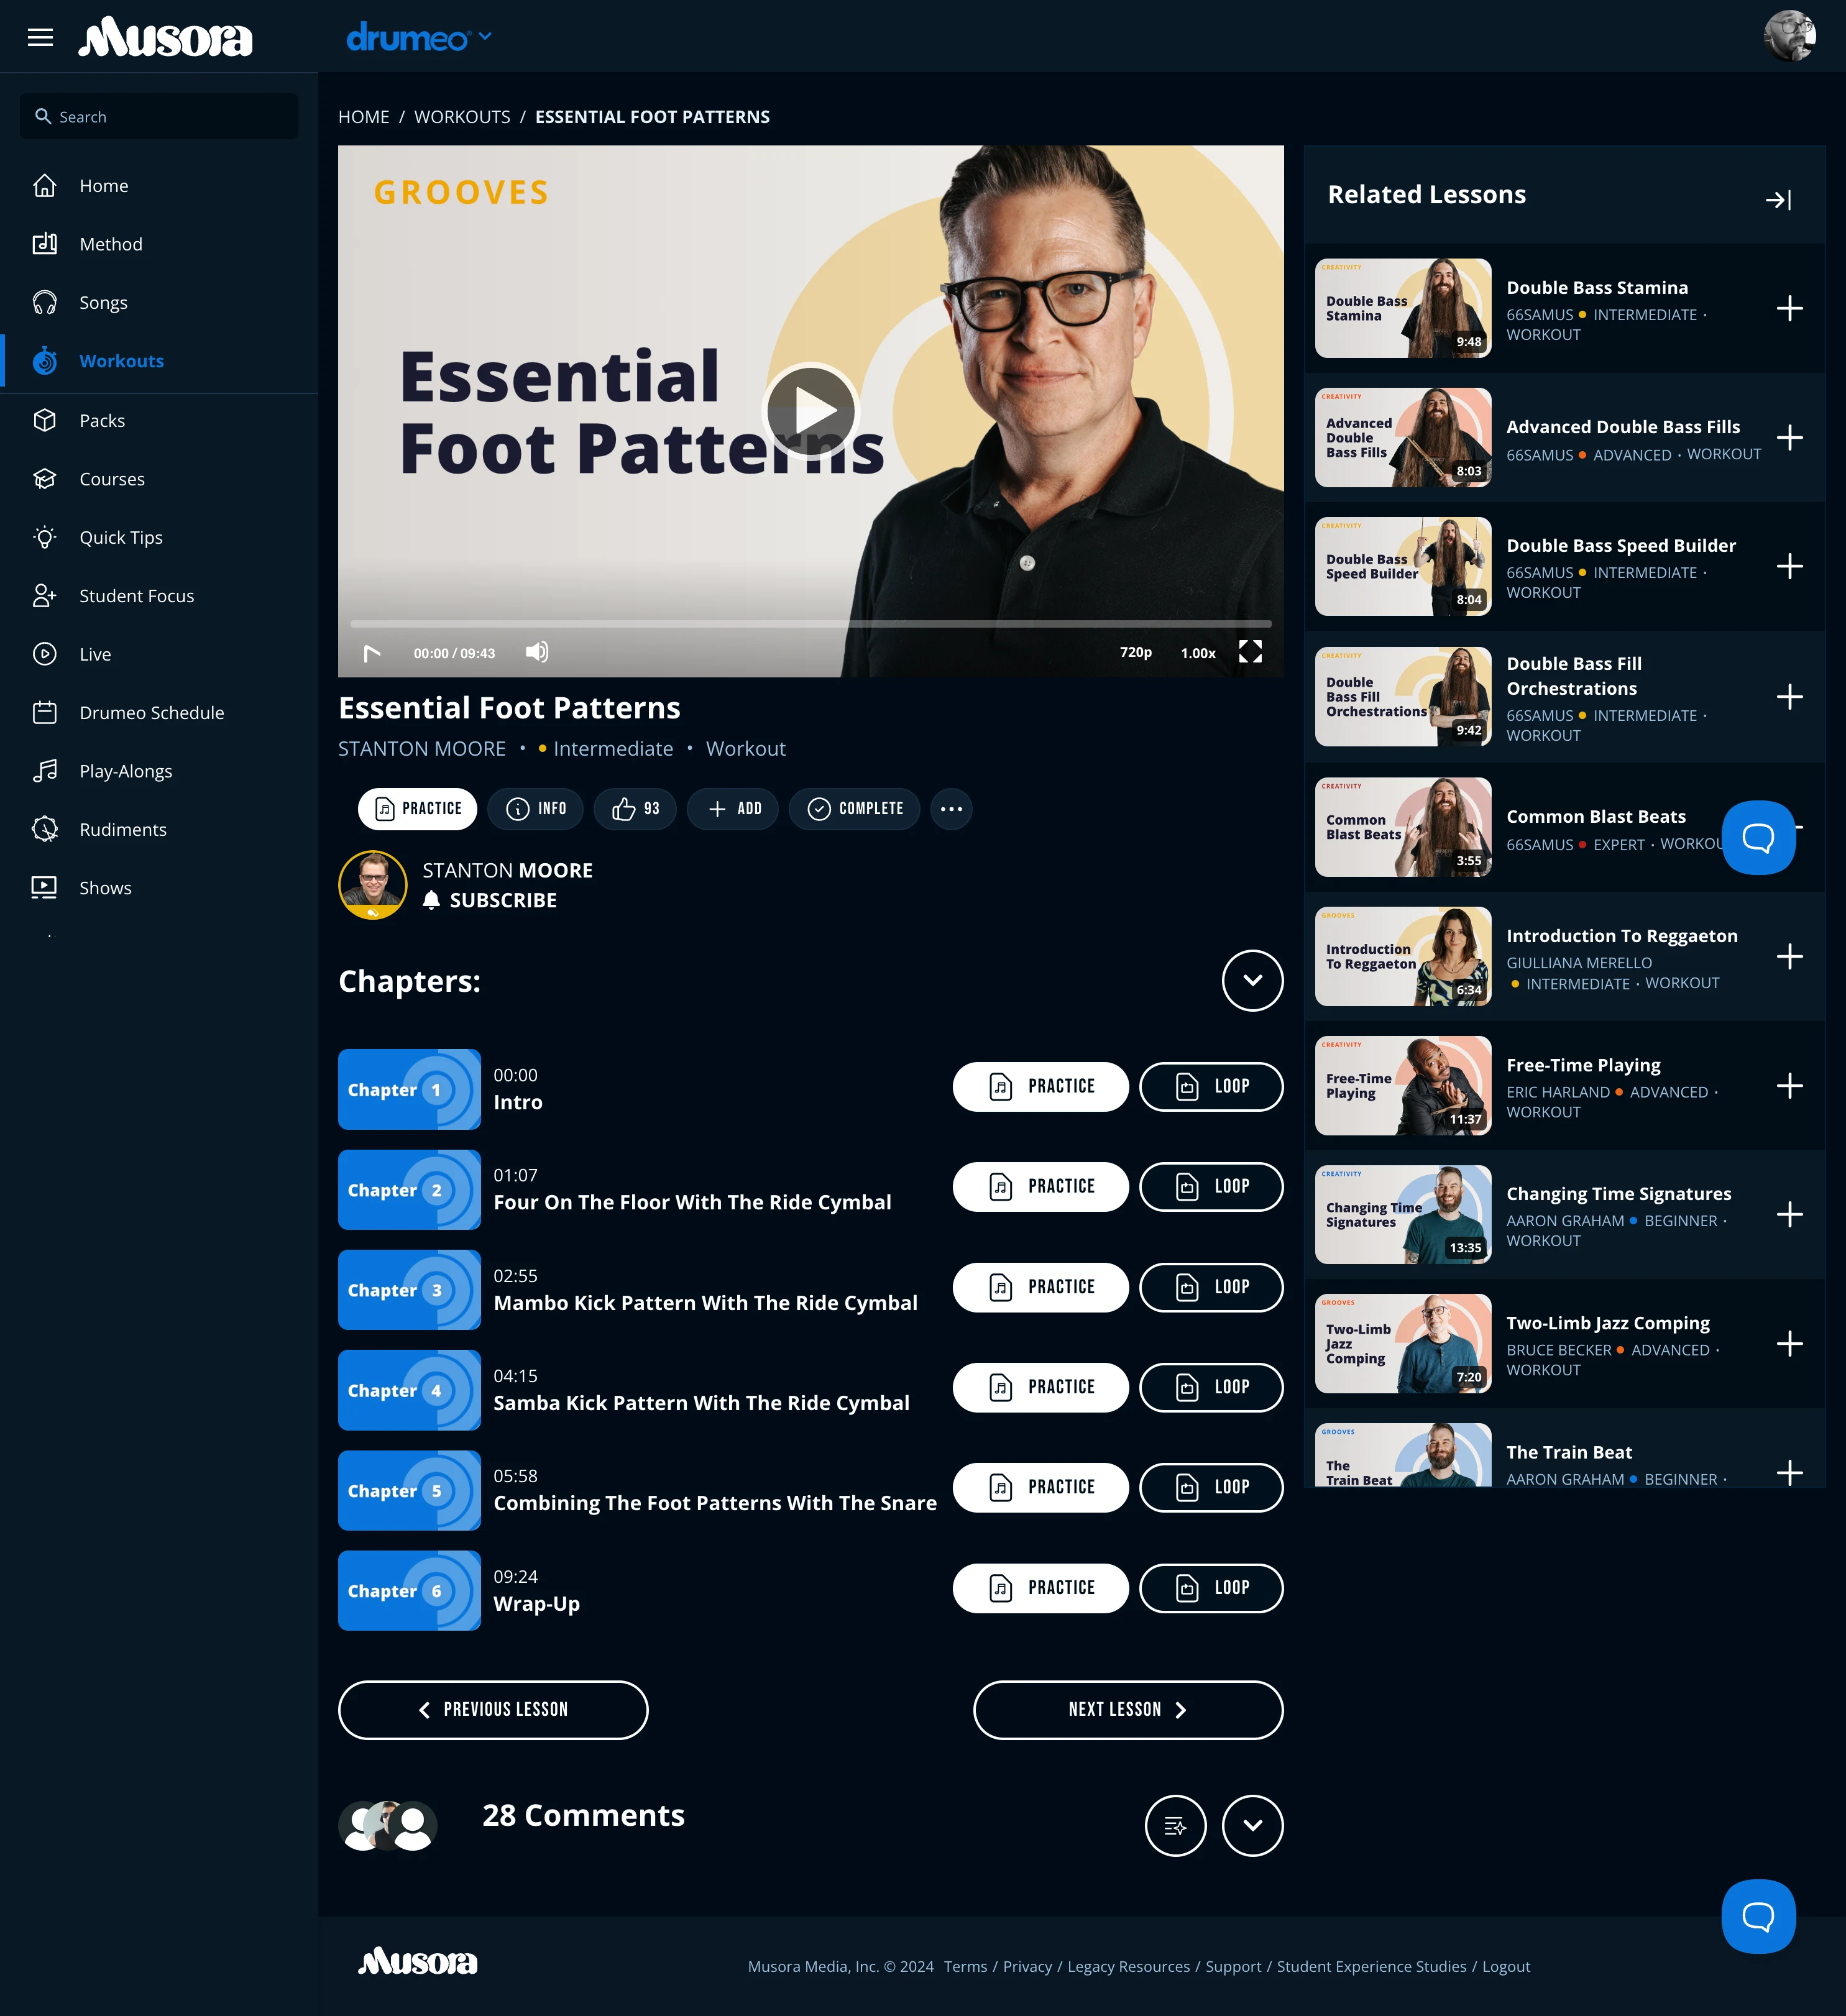 Musora
drumeo
Search
Home
Method
Songs
Workouts
Packs
Courses
Quick Tips
Student Focus
Live
Drumeo Schedule
Play-Alongs
Rudiments
Shows
HOME / WORKOUTS / ESSENTIAL FOOT PATTERNS
GROOVES
Essential
Foot Patterns
00:00 / 09:43
720p
1.00x
Essential Foot Patterns
STANTON MOORE • Intermediate • Workout
PRACTICE
INFO
93
ADD
COMPLETE
STANTON MOORE
SUBSCRIBE
Chapters:
Chapter 1
00:00
Intro
PRACTICE
LOOP
Chapter 2
01:07
Four On The Floor With The Ride Cymbal
PRACTICE
LOOP
Chapter 3
02:55
Mambo Kick Pattern With The Ride Cymbal
PRACTICE
LOOP
Chapter 4
04:15
Samba Kick Pattern With The Ride Cymbal
PRACTICE
LOOP
Chapter 5
05:58
Combining The Foot Patterns With The Snare
PRACTICE
LOOP
Chapter 6
09:24
Wrap-Up
PRACTICE
LOOP
PREVIOUS LESSON
NEXT LESSON
28 Comments
Related Lessons
CREATIVITY
Double Bass
Stamina
9:48
Double Bass Stamina
66SAMUS • INTERMEDIATE •
WORKOUT
CREATIVITY
Advanced
Double
Bass Fills
8:03
Advanced Double Bass Fills
66SAMUS • ADVANCED • WORKOUT
CREATIVITY
Double Bass
Speed Builder
8:04
Double Bass Speed Builder
66SAMUS • INTERMEDIATE •
WORKOUT
CREATIVITY
Double
Bass Fill
Orchestrations
9:42
Double Bass Fill
Orchestrations
66SAMUS • INTERMEDIATE •
WORKOUT
CREATIVITY
Common
Blast Beats
3:55
Common Blast Beats
66SAMUS • EXPERT • WORKOU
GROOVES
Introduction
To Reggaeton
6:34
Introduction To Reggaeton
GIULLIANA MERELLO
• INTERMEDIATE • WORKOUT
CREATIVITY
Free-Time
Playing
11:37
Free-Time Playing
ERIC HARLAND • ADVANCED •
WORKOUT
CREATIVITY
Changing Time
Signatures
13:35
Changing Time Signatures
AARON GRAHAM • BEGINNER •
WORKOUT
GROOVES
Two-Limb
Jazz
Comping
7:20
Two-Limb Jazz Comping
BRUCE BECKER • ADVANCED •
WORKOUT
GROOVES
The
Train Beat
The Train Beat
AARON GRAHAM • BEGINNER •
Musora
Musora Media, Inc. © 2024 Terms / Privacy / Legacy Resources / Support / Student Experience Studies / Logout